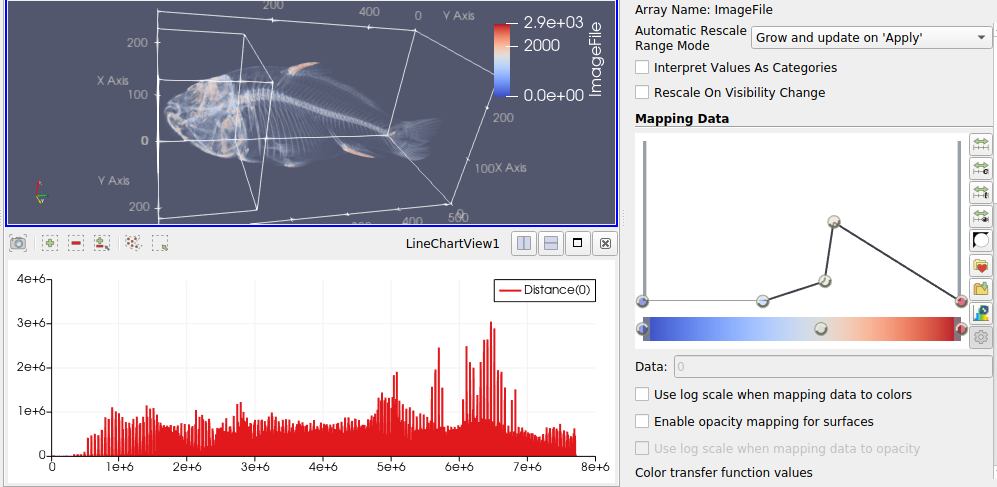 200
400
0
Y Axis
2.9e+03
2000
0.0e+00
ImageFile
200
X Axis
100
0
200
100X Axis
Y Axis
200
400
500
0
LineChartView1
4e+6
3e+6
2e+6
1e+6
0
Distance(0)
0
1e+6
2e+6
3e+6
4e+6
5e+6
6e+6
7e+6
8e+6
Array Name: ImageFile
Automatic Rescale
Range Mode
Grow and update on 'Apply'
Interpret Values As Categories
Rescale On Visibility Change
Mapping Data
Data:
0
Use log scale when mapping data to colors
Enable opacity mapping for surfaces
Use log scale when mapping data to opacity
Color transfer function values